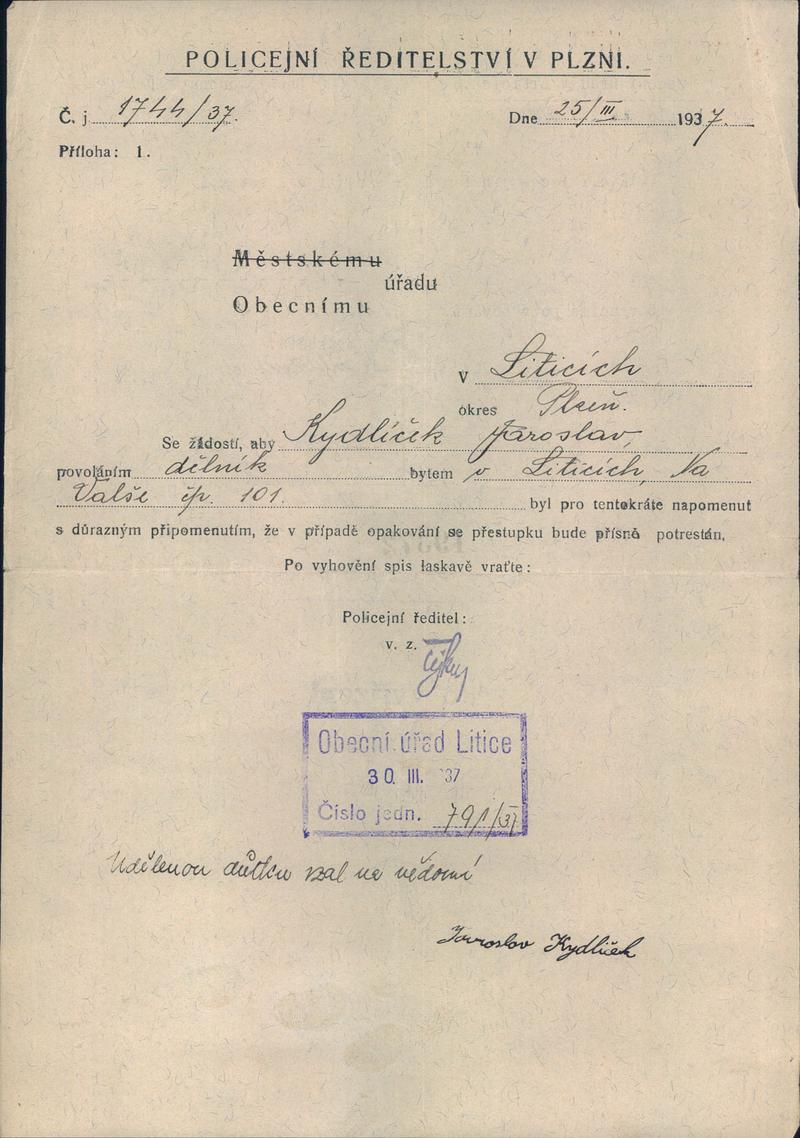 POLICEJNÍ ŘEDITELSTVÍ V PLZNI.
Č. j. 1744/37.
Dne 25/III 1937.
Příloha: 1.
Městskému
úřadu
Obecnímu
v Liticích
okres Plzeň.
Se žádostí, aby Kydlíček Jaroslav,
povoláním dělník bytem v Liticích, Na
Valše čp. 101. byl pro tentokráte napomenut
s důrazným připomenutím, že v případě opakování se přestupku bude přísně potrestán.
Po vyhovění spis laskavě vraťte:
Policejní ředitel:
v. z.
Obecní úřad Litice
30. III. 37
Číslo jedn. 791/37
Udělenou důtku vzal na vědomí
Jaroslav Kydlíček